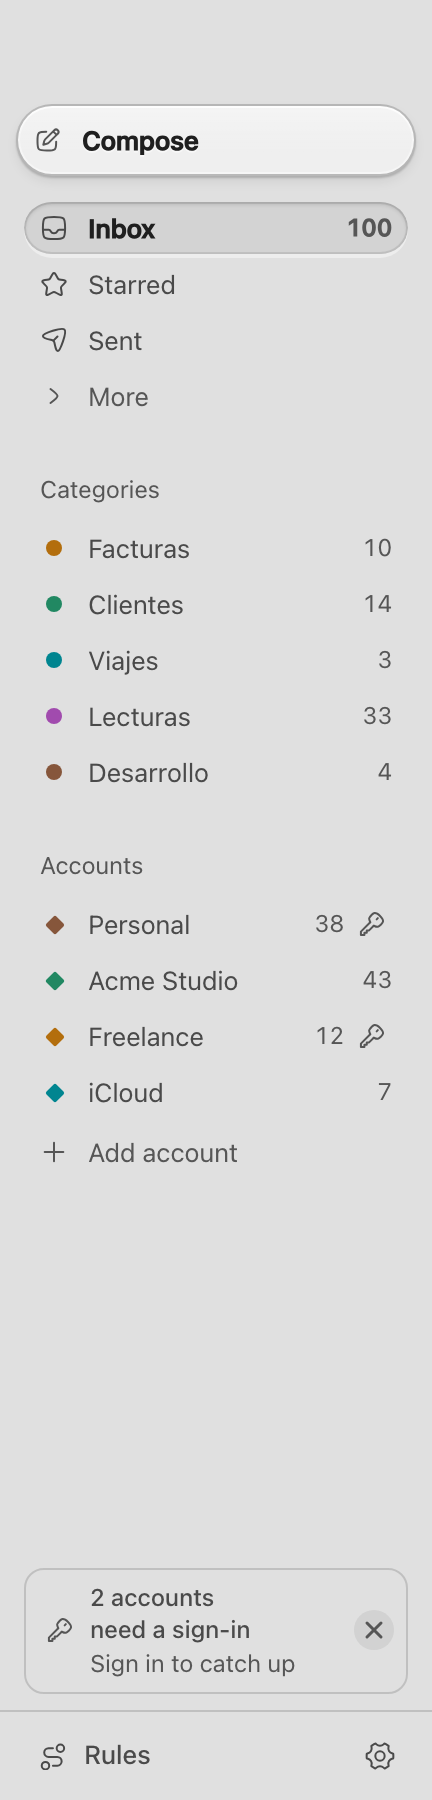 Compose
Inbox 100
Starred
Sent
More
Categories
Facturas 10
Clientes 14
Viajes 3
Lecturas 33
Desarrollo 4
Accounts
Personal 38
Acme Studio 43
Freelance 12
iCloud 7
Add account
2 accounts
need a sign-in
Sign in to catch up
Rules